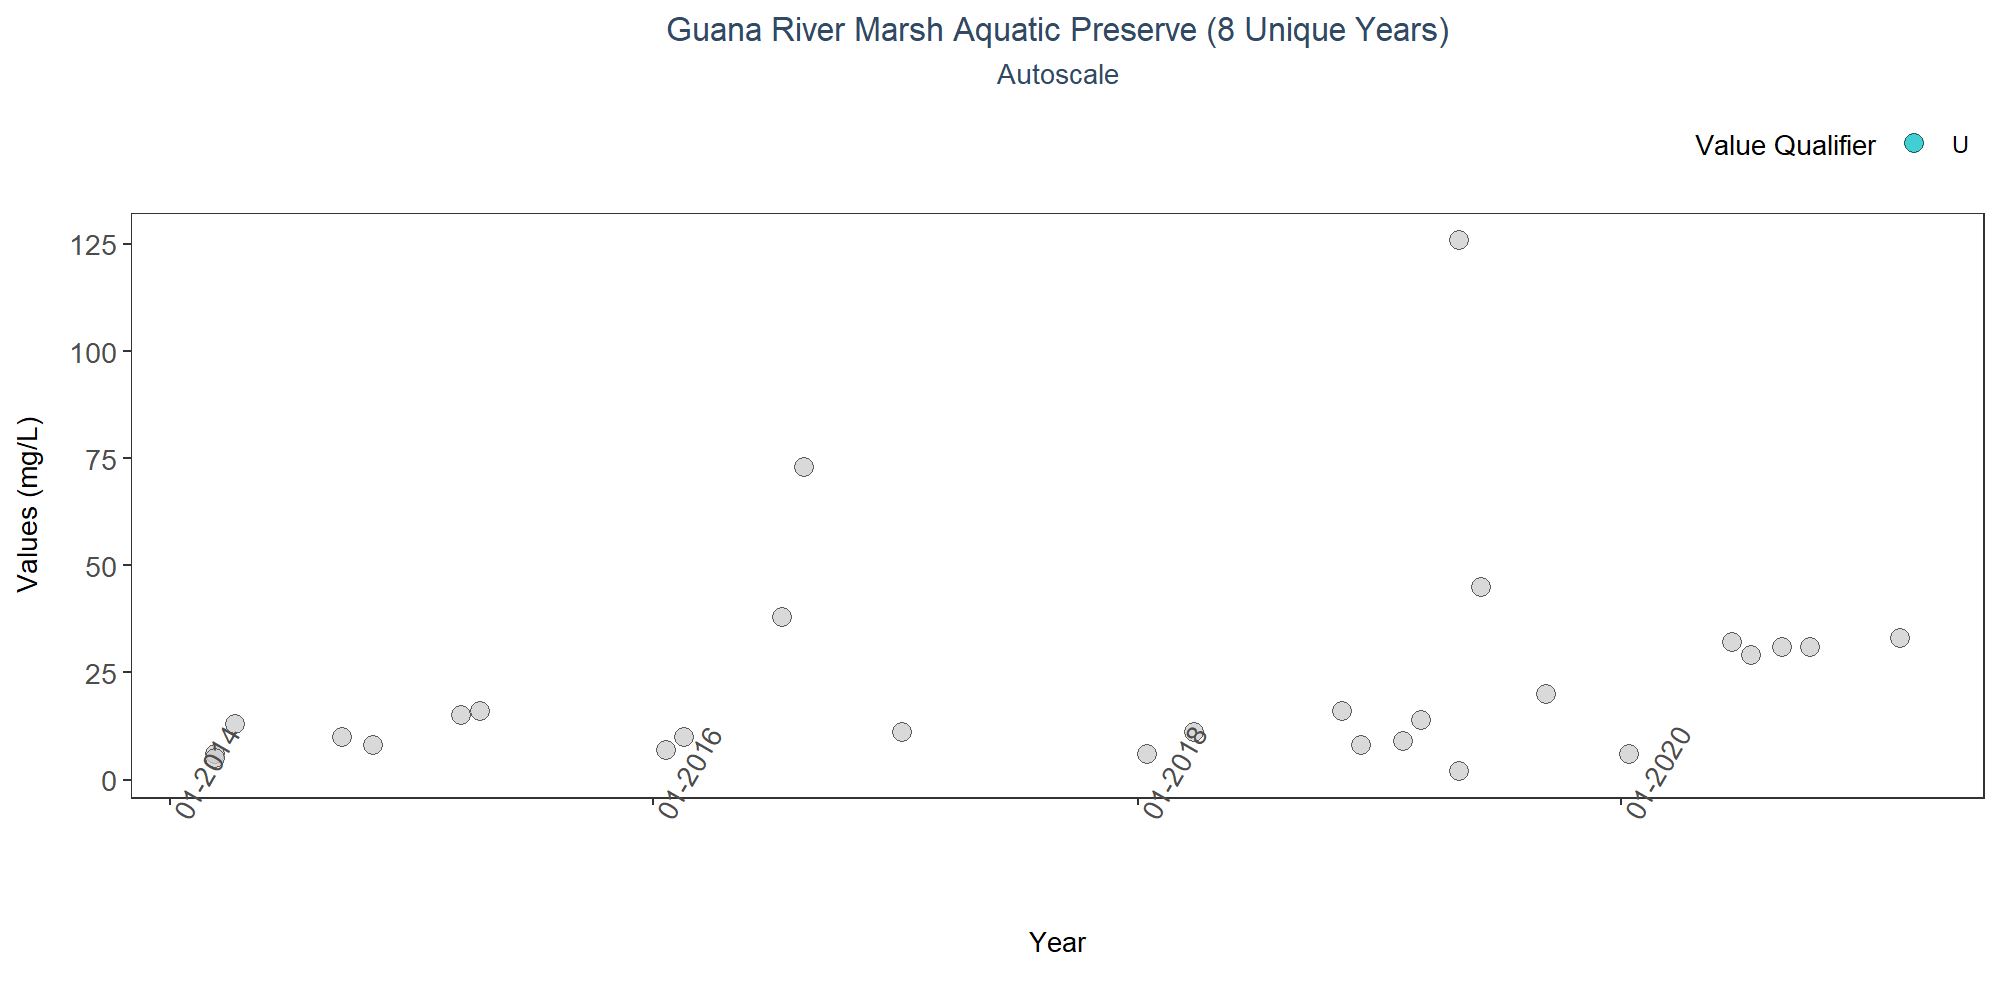 Guana River Marsh Aquatic Preserve (8 Unique Years)
Autoscale
Value Qualifier U
125
100
75
50
25
0
Values (mg/L)
01-2014
01-2016
01-2018
01-2020
Year